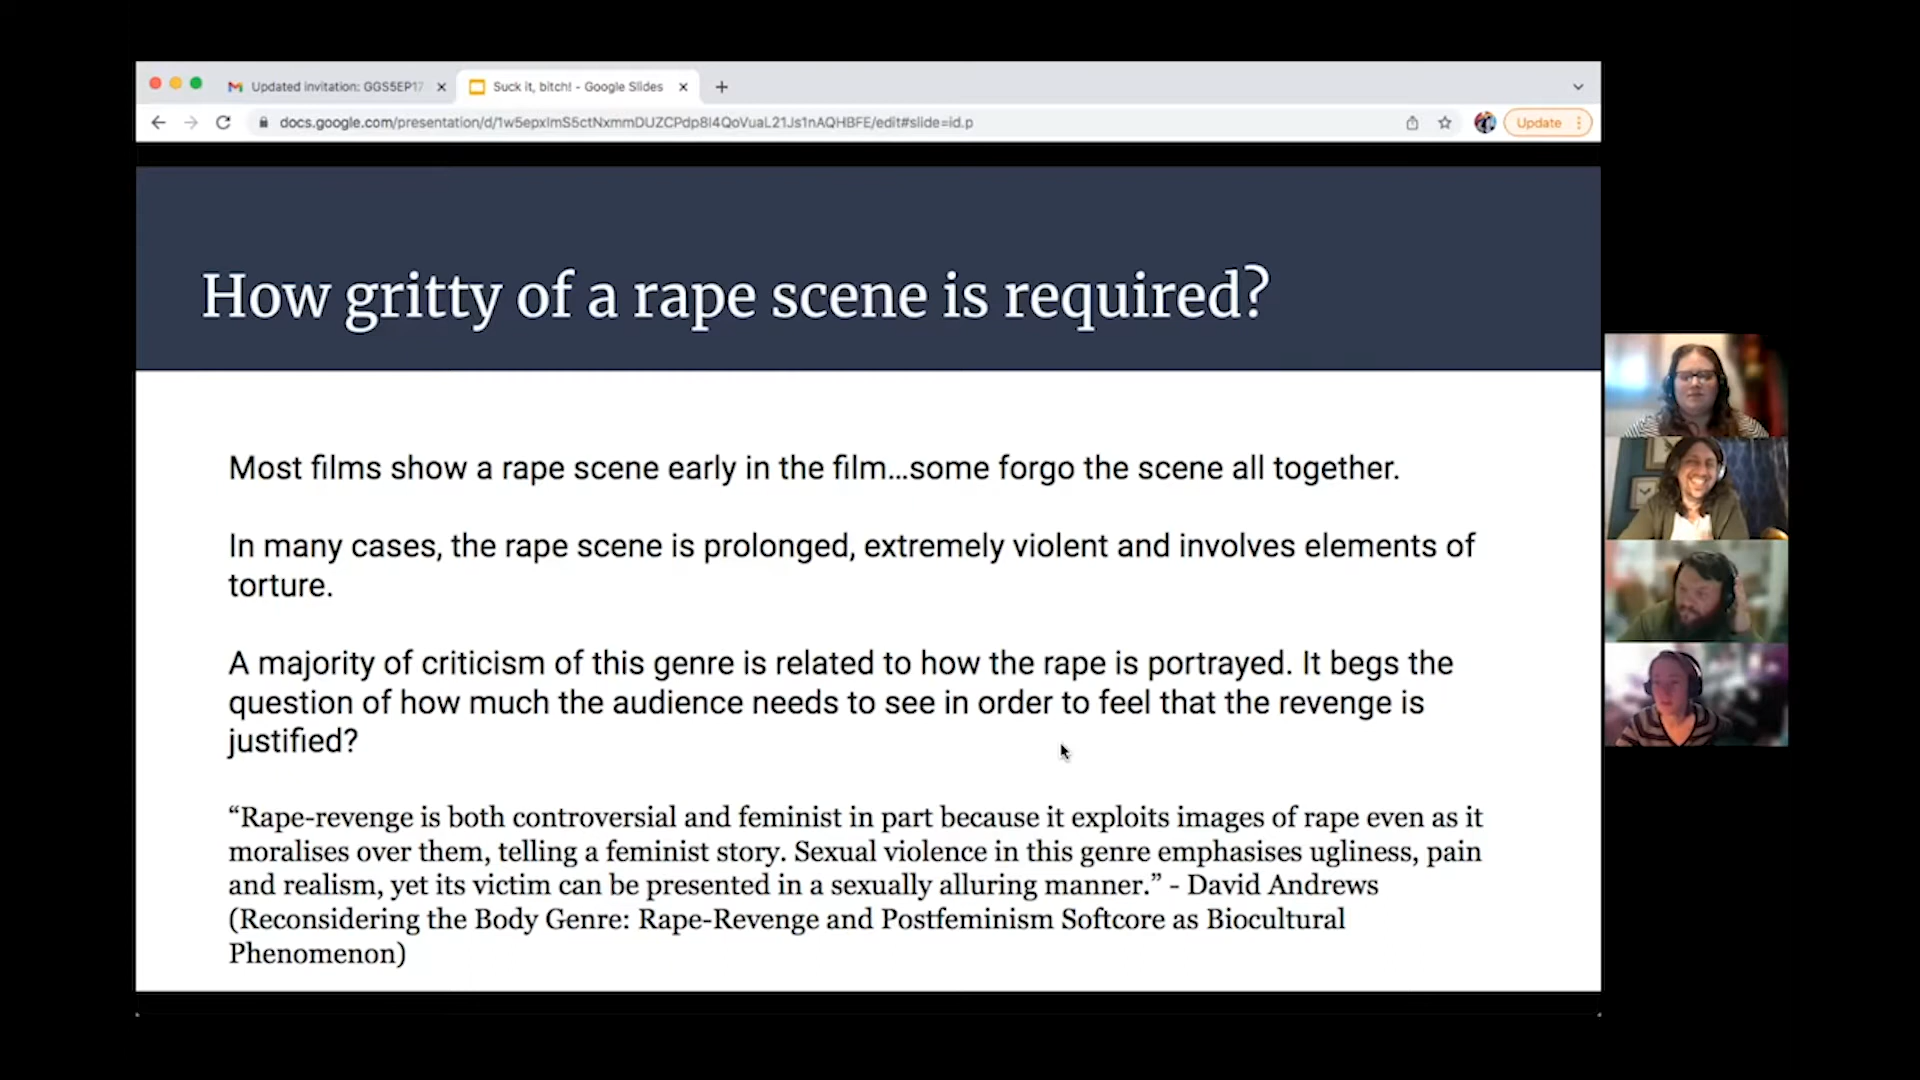 Updated invitation: GGS5EP17
Suck it, bitch! - Google Slides
docs.google.com/presentation/d/1w5epxlmS5ctNxmmDUZCPdp8I4QoVuaL21Js1nAQHBFE/edit#slide=id.p
Update
How gritty of a rape scene is required?
Most films show a rape scene early in the film...some forgo the scene all together.
In many cases, the rape scene is prolonged, extremely violent and involves elements of
torture.
A majority of criticism of this genre is related to how the rape is portrayed. It begs the
question of how much the audience needs to see in order to feel that the revenge is
justified?
“Rape-revenge is both controversial and feminist in part because it exploits images of rape even as it
moralises over them, telling a feminist story. Sexual violence in this genre emphasises ugliness, pain
and realism, yet its victim can be presented in a sexually alluring manner.” - David Andrews
(Reconsidering the Body Genre: Rape-Revenge and Postfeminism Softcore as Biocultural
Phenomenon)